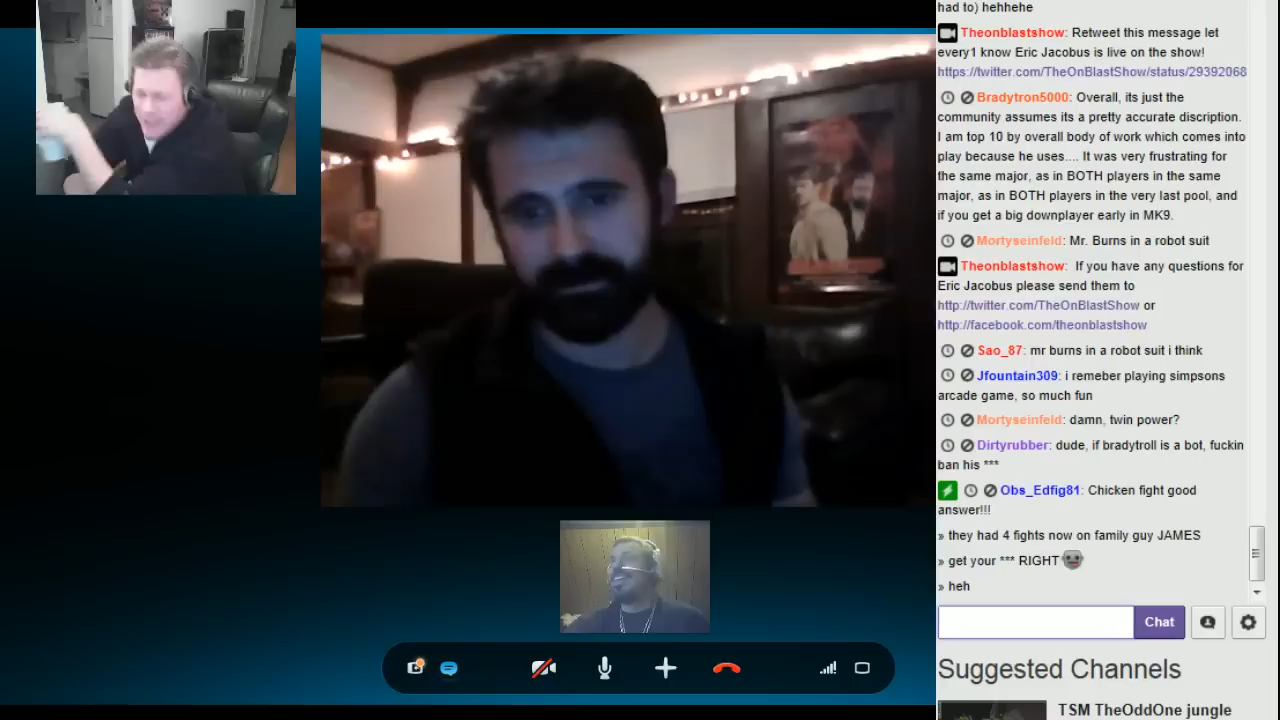 had to) hehhehe
Theonblastshow: Retweet this message let
every1 know Eric Jacobus is live on the show!
https://twitter.com/TheOnBlastShow/status/29392068
Bradytron5000: Overall, its just the
community assumes its a pretty accurate discription.
I am top 10 by overall body of work which comes into
play because he uses.... It was very frustrating for
the same major, as in BOTH players in the same
major, as in BOTH players in the very last pool, and
if you get a big downplayer early in MK9.
Mortyseinfeld: Mr. Burns in a robot suit
Theonblastshow: If you have any questions for
Eric Jacobus please send them to
http://twitter.com/TheOnBlastShow or
http://facebook.com/theonblastshow
Sao_87: mr burns in a robot suit i think
Jfountain309: i remeber playing simpsons
arcade game, so much fun
Mortyseinfeld: damn, twin power?
Dirtyrubber: dude, if bradytroll is a bot, fuckin
ban his ***
Obs_Edfig81: Chicken fight good
answer!!!
» they had 4 fights now on family guy JAMES
» get your *** RIGHT
» heh
Chat
Suggested Channels
TSM TheOddOne jungle